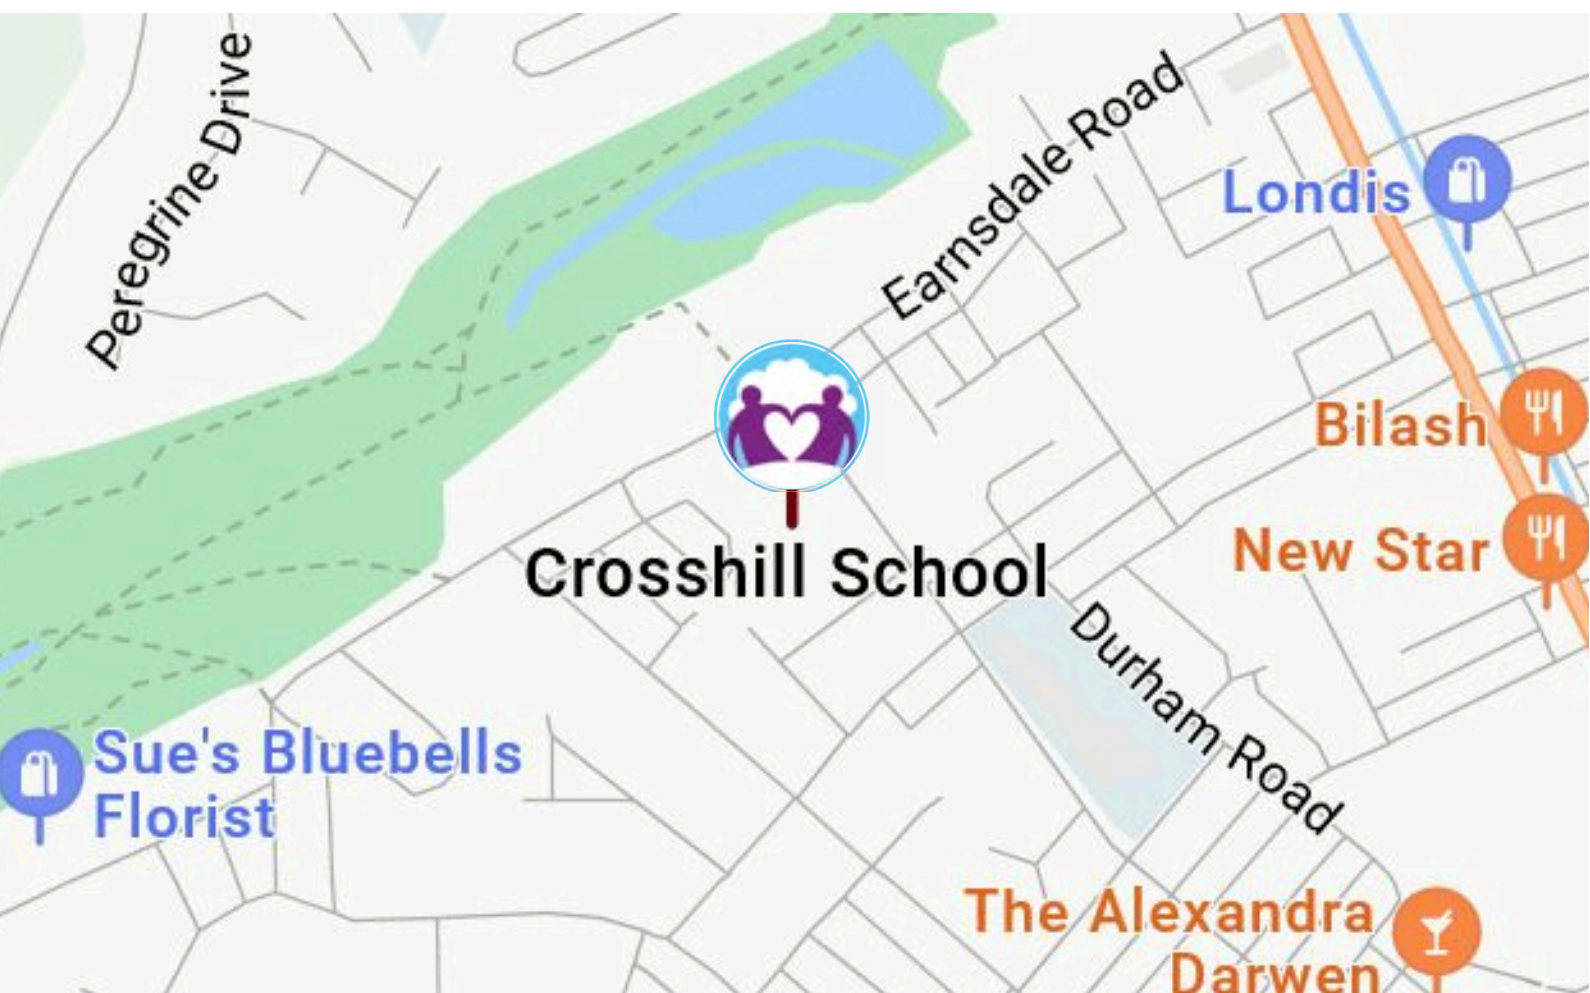 Peregrine Drive
Earnsdale Road
Londis
Bilash
New Star
Crosshill School
Durham Road
Sue's Bluebells
Florist
The Alexandra
Darwen